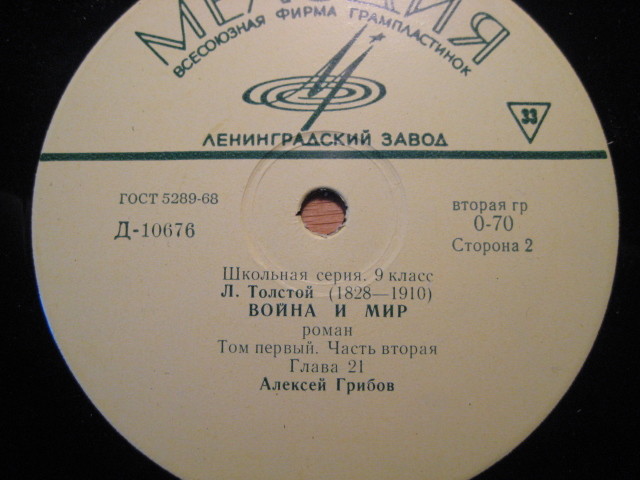 МЕЛОДИЯ
ВСЕСОЮЗНАЯ ФИРМА ГРАМПЛАСТИНОК
33
ЛЕНИНГРАДСКИЙ ЗАВОД
ГОСТ 5289-68
Д-10676
вторая гр
0-70
Сторона 2
Школьная серия. 9 класс
Л. Толстой (1828—1910)
ВОЙНА И МИР
роман
Том первый. Часть вторая
Глава 21
Алексей Грибов